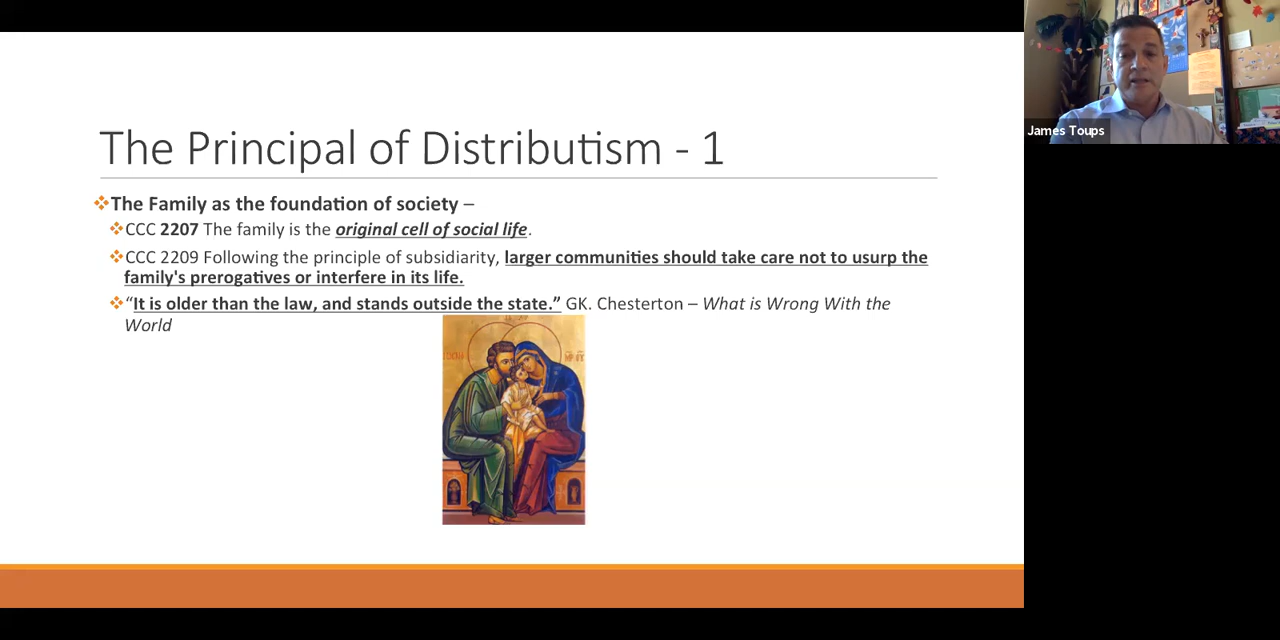 The Principal of Distributism - 1
The Family as the foundation of society –
CCC 2207 The family is the original cell of social life.
CCC 2209 Following the principle of subsidiarity, larger communities should take care not to usurp the
family's prerogatives or interfere in its life.
“It is older than the law, and stands outside the state.” GK. Chesterton – What is Wrong With the
World
James Toups